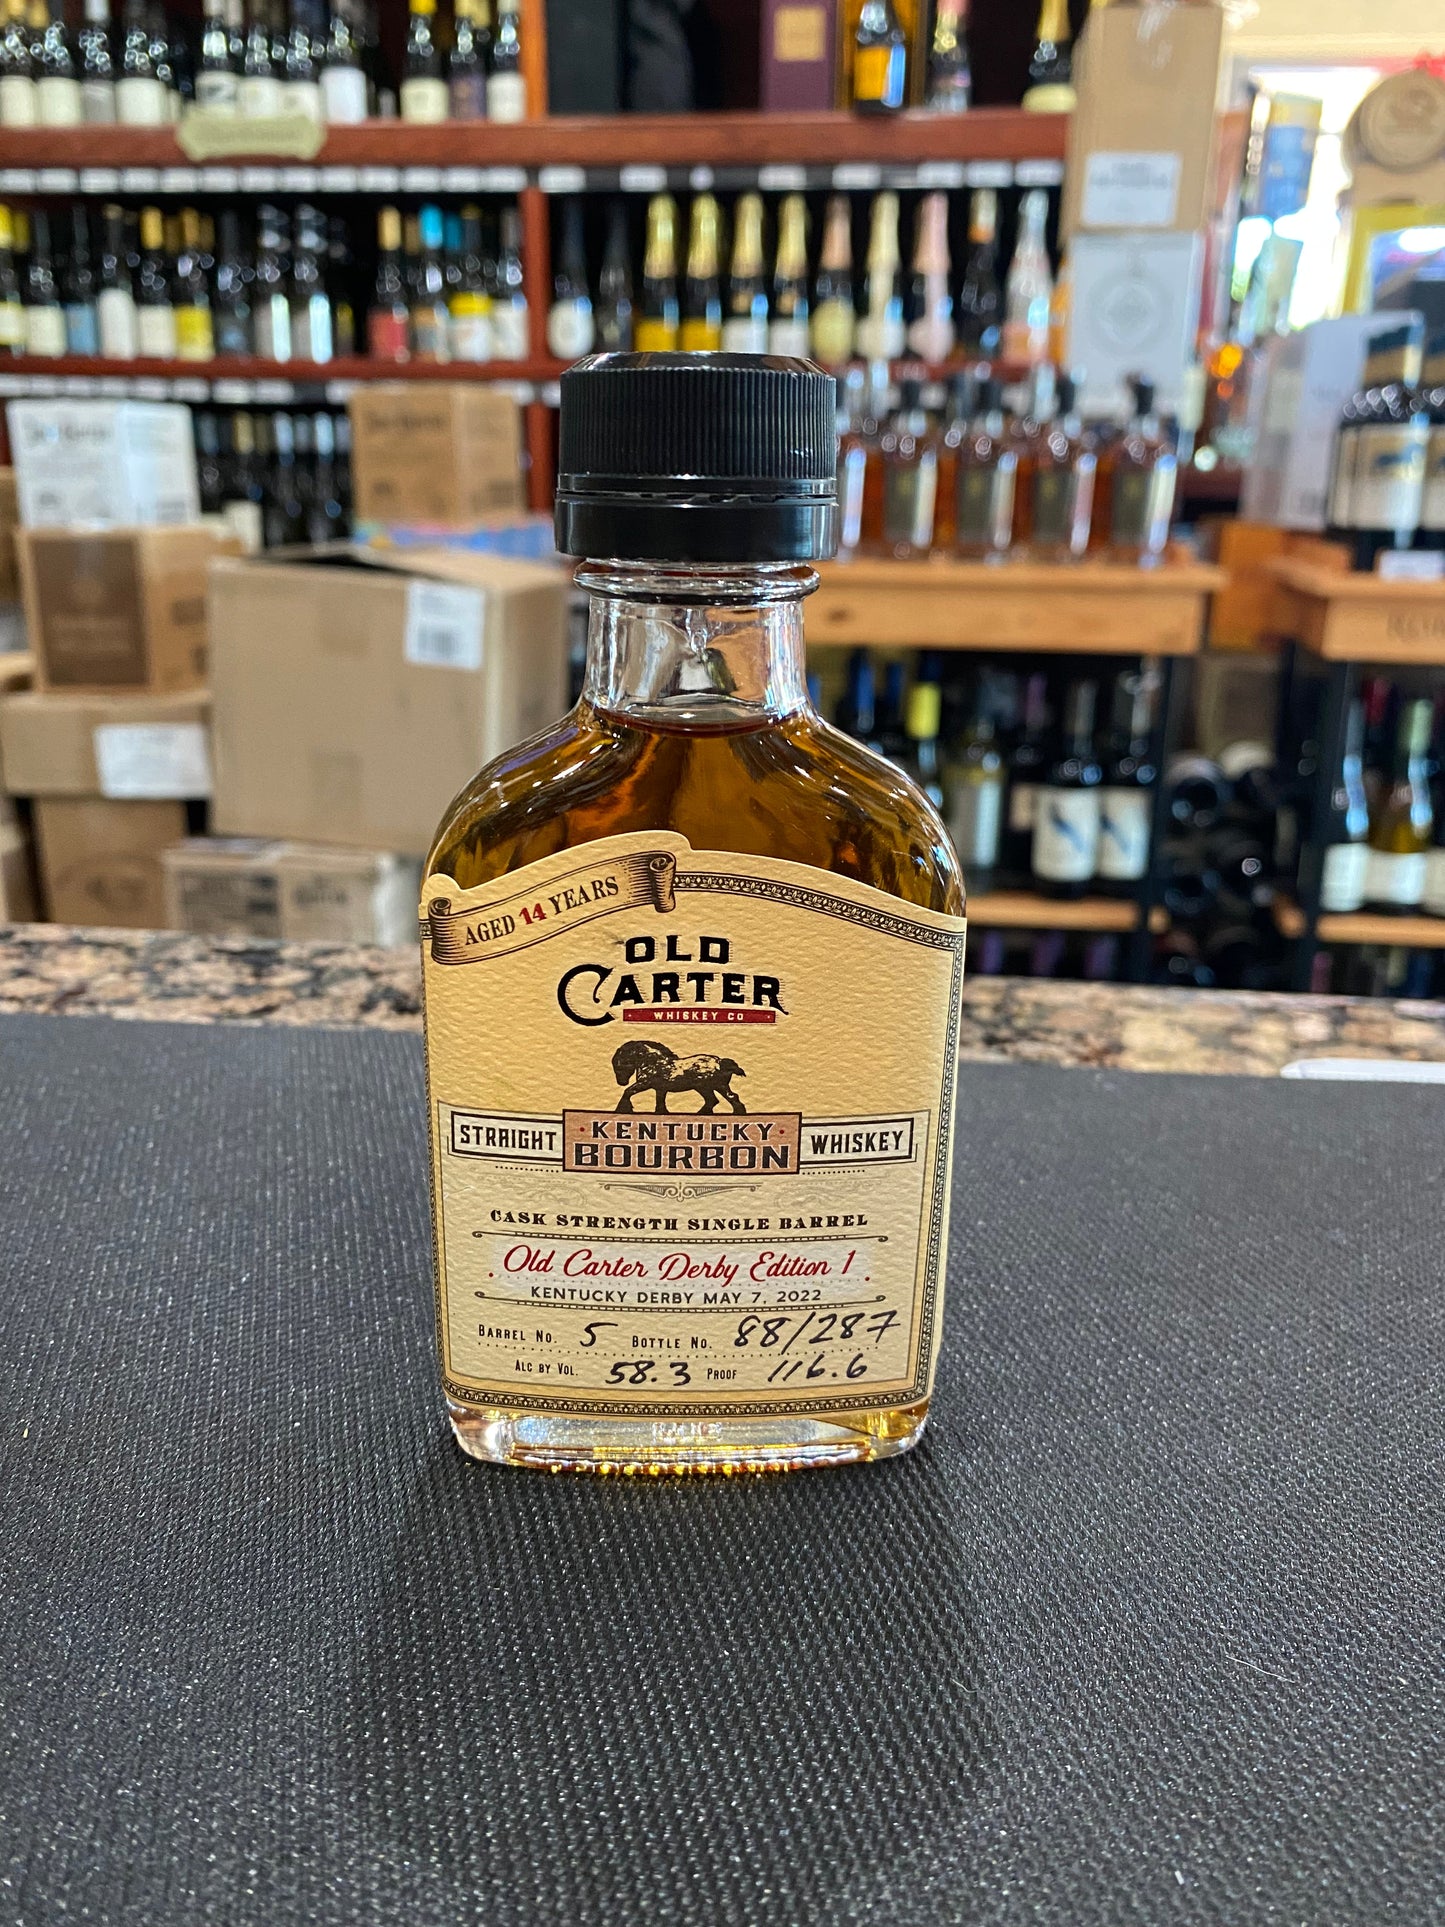 AGED 14 YEARS
OLD
CARTER
WHISKEY CO
STRAIGHT KENTUCKY BOURBON WHISKEY
CASK STRENGTH SINGLE BARREL
Old Carter Derby Edition 1
KENTUCKY DERBY MAY 7, 2022
BARREL NO. 5 BOTTLE NO. 88/287
ALC BY VOL. 58.3 PROOF 116.6